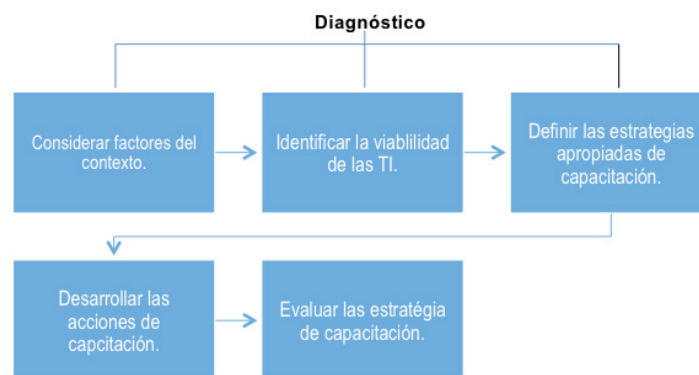 Diagnóstico
Considerar factores del
contexto.
Identificar la viablilidad
de las TI.
Definir las estrategias
apropiadas de
capacitación.
Desarrollar las
acciones de
capcitación.
Evaluar las estratégia
de capacitación.